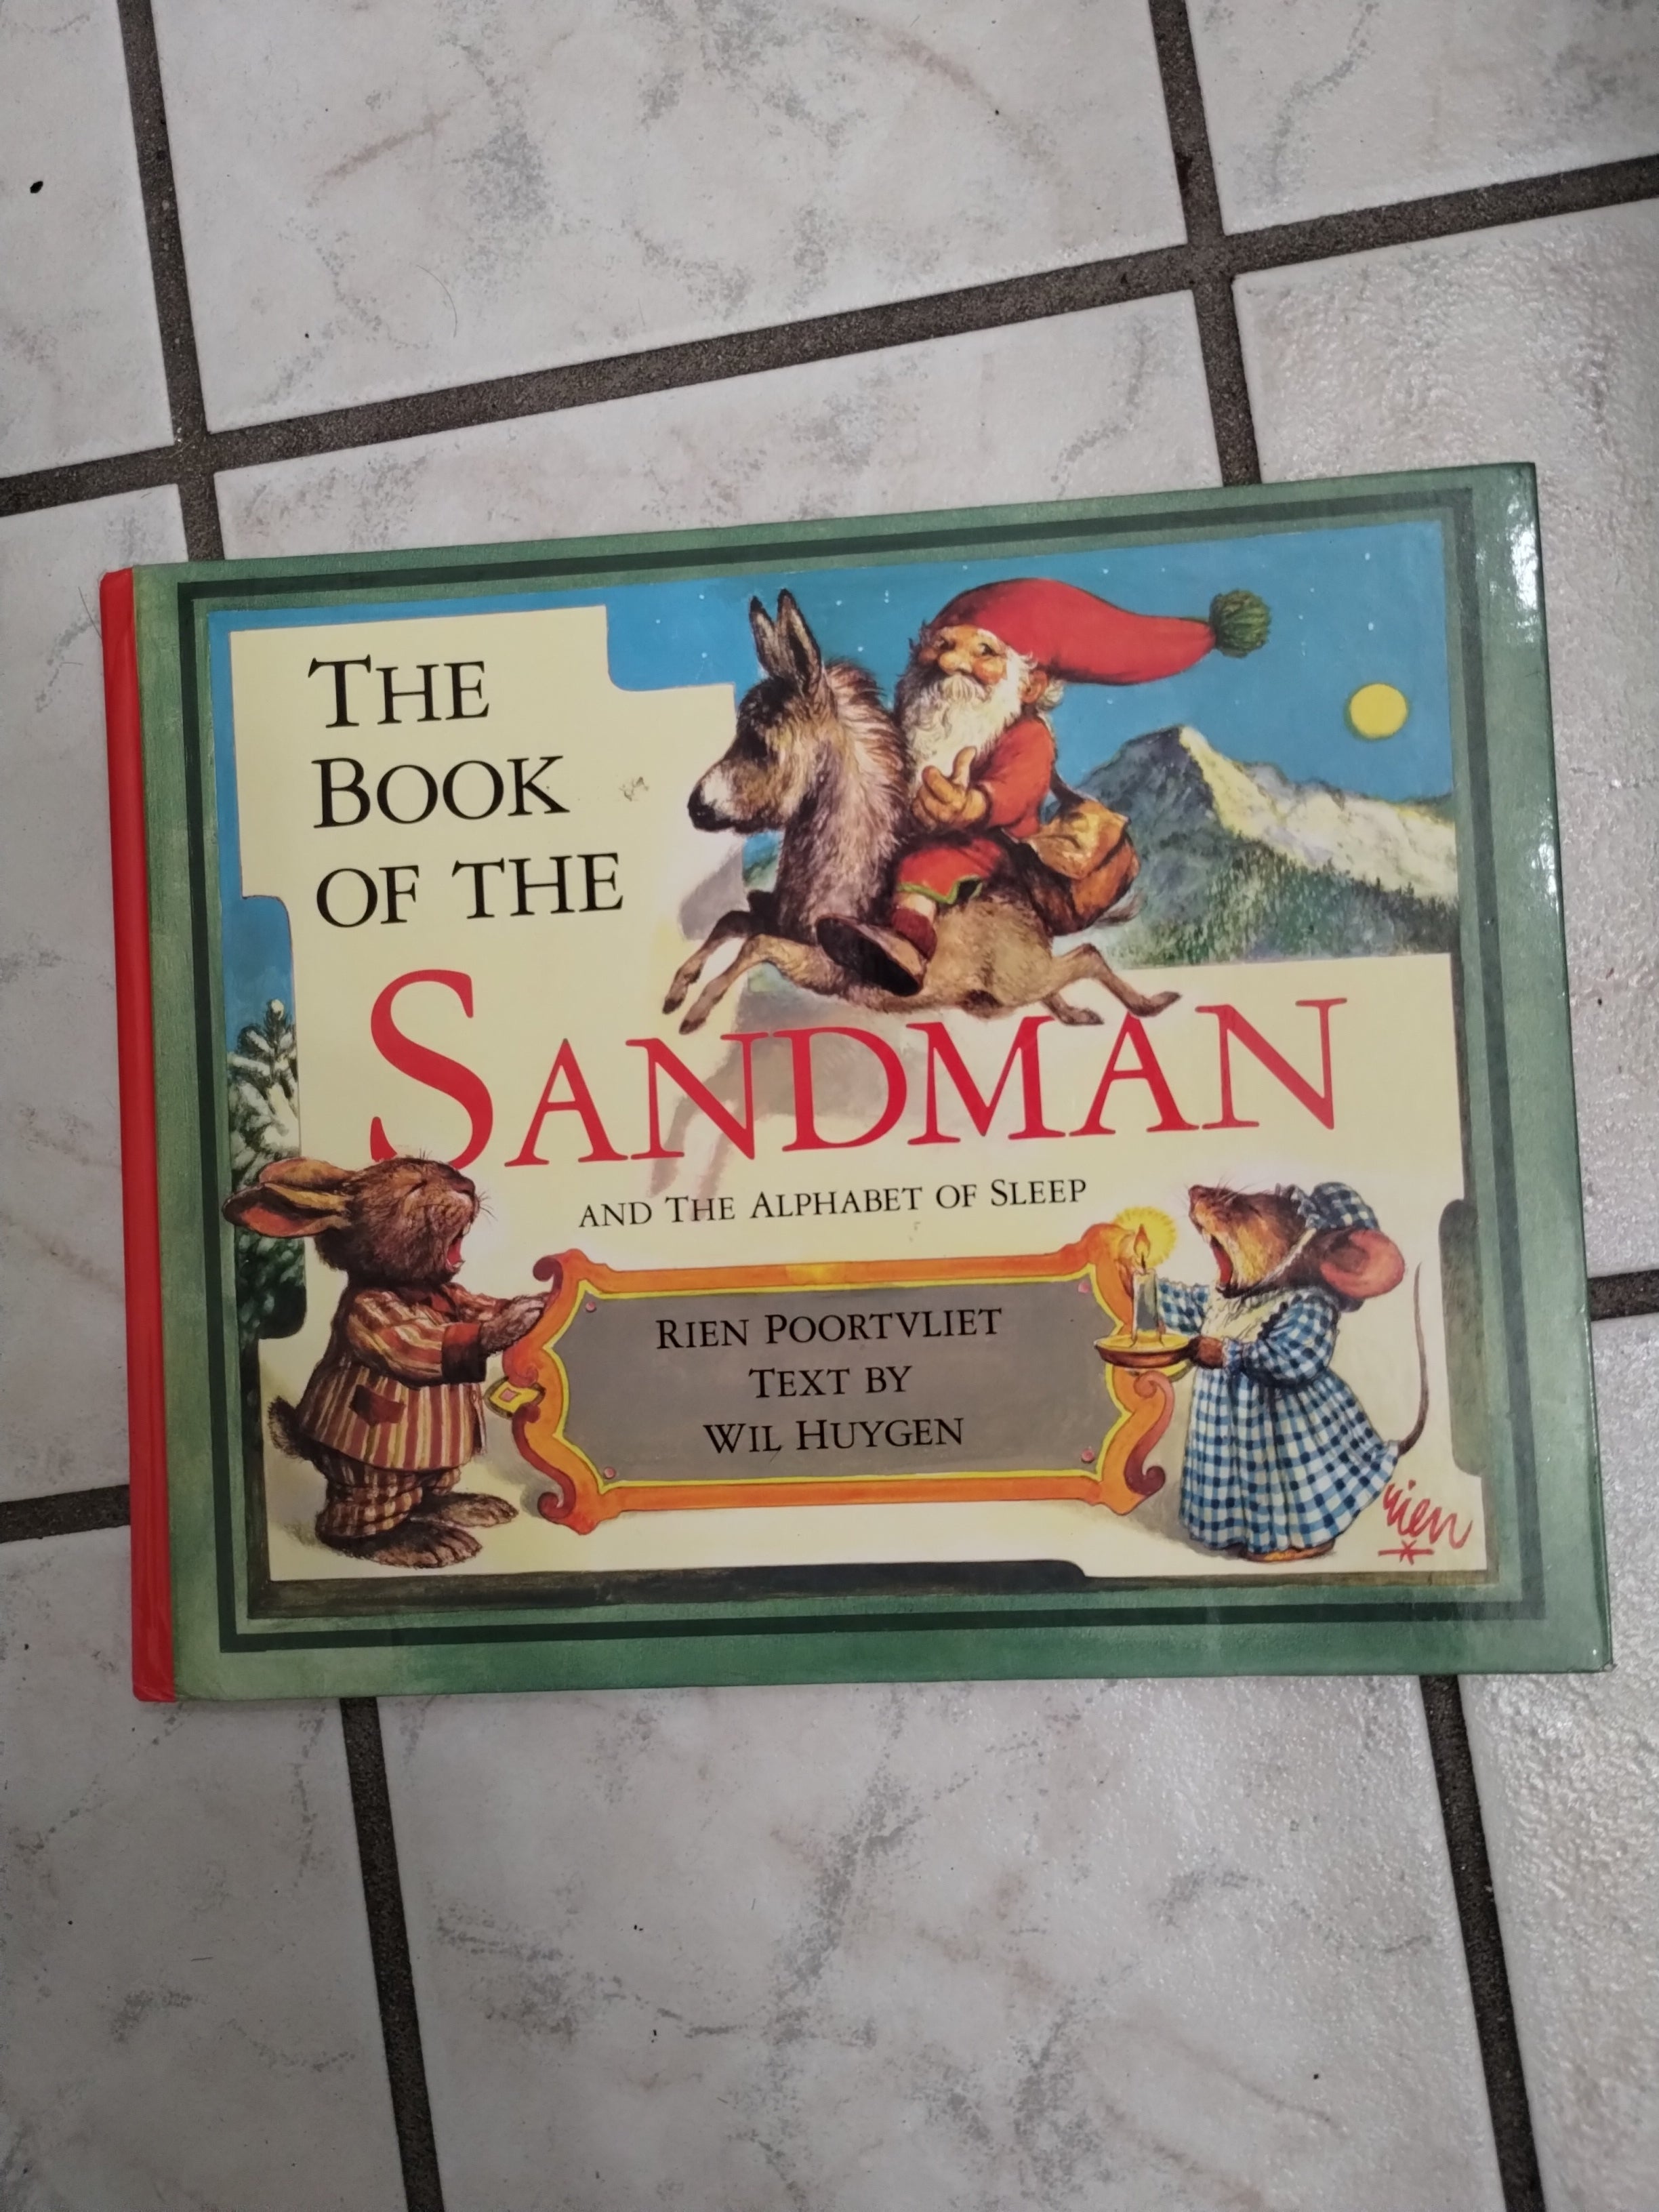 THE
BOOK
OF THE
SANDMAN
AND THE ALPHABET OF SLEEP
RIEN POORTVLIET
TEXT BY
WIL HUYGEN
rien